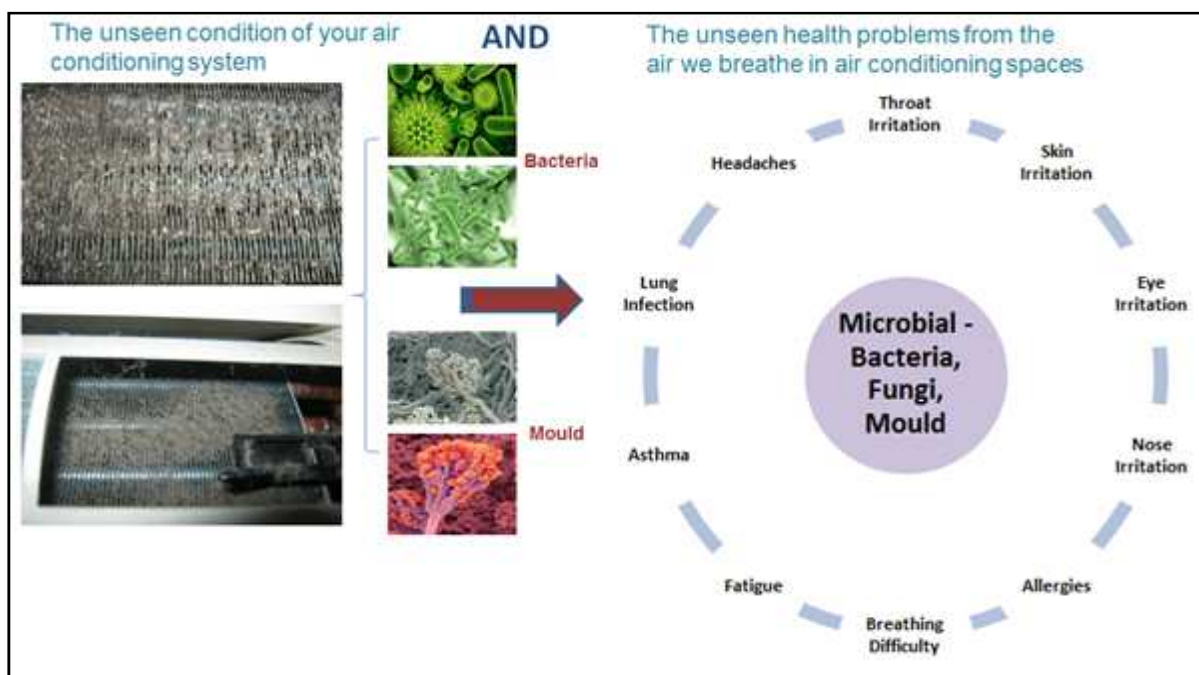 The unseen condition of your air
conditioning system
AND
The unseen health problems from the
air we breathe in air conditioning spaces
Bacteria
Mould
Throat
Irritation
Skin
Irritation
Eye
Irritation
Nose
Irritation
Allergies
Breathing
Difficulty
Fatigue
Asthma
Lung
Infection
Headaches
Microbial -
Bacteria,
Fungi,
Mould